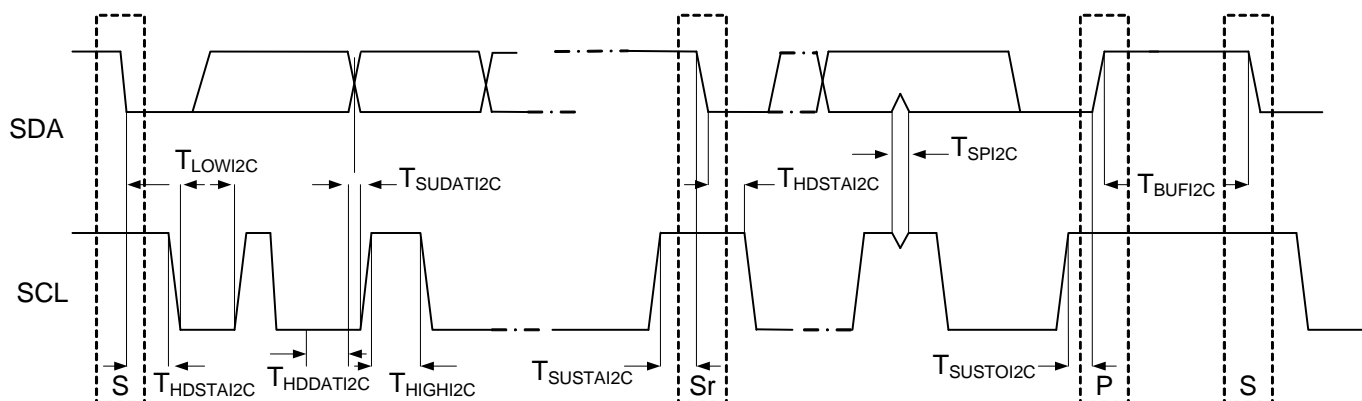 SDA
T_LOWI2C
T_SUDATI2C
T_HDSTAI2C
T_SPI2C
T_BUFI2C
SCL
S
T_HDSTAI2C
T_HDDATI2C
T_HIGHI2C
T_SUSTAI2C
Sr
T_SUSTOI2C
P
S